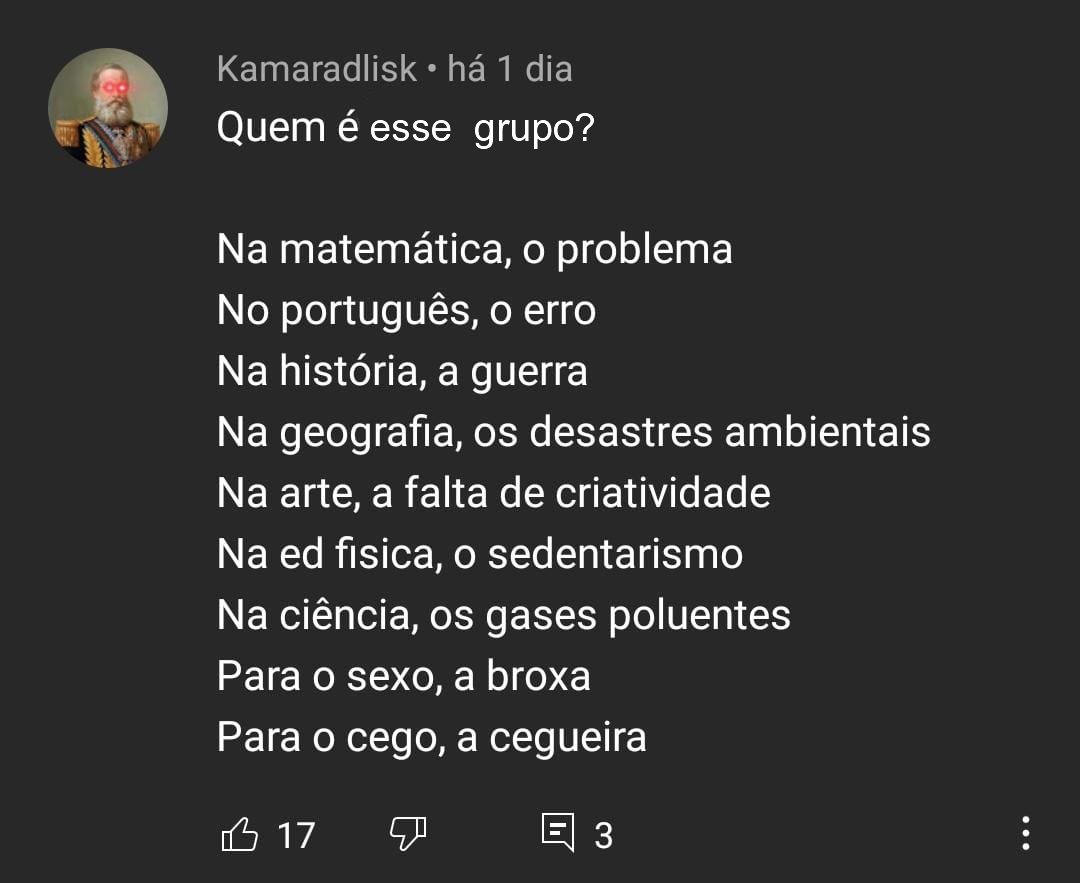 Kamaradlisk • há 1 dia
Quem é esse grupo?
Na matemática, o problema
No português, o erro
Na história, a guerra
Na geografia, os desastres ambientais
Na arte, a falta de criatividade
Na ed fisica, o sedentarismo
Na ciência, os gases poluentes
Para o sexo, a broxa
Para o cego, a cegueira
17 3